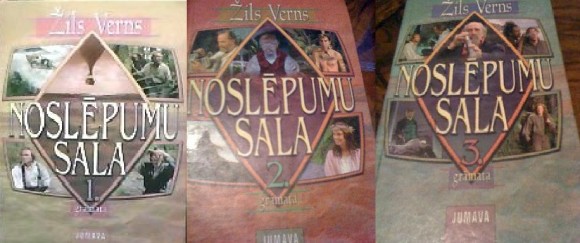 Žils Verns
NOSLĒPUMU
SALA
1.
grāmata
JUMAVA
Žils Verns
NOSLĒPUMU
SALA
2.
grāmata
JUMAVA
Žils Verns
NOSLĒPUMU
SALA
3.
grāmata
JUMAVA